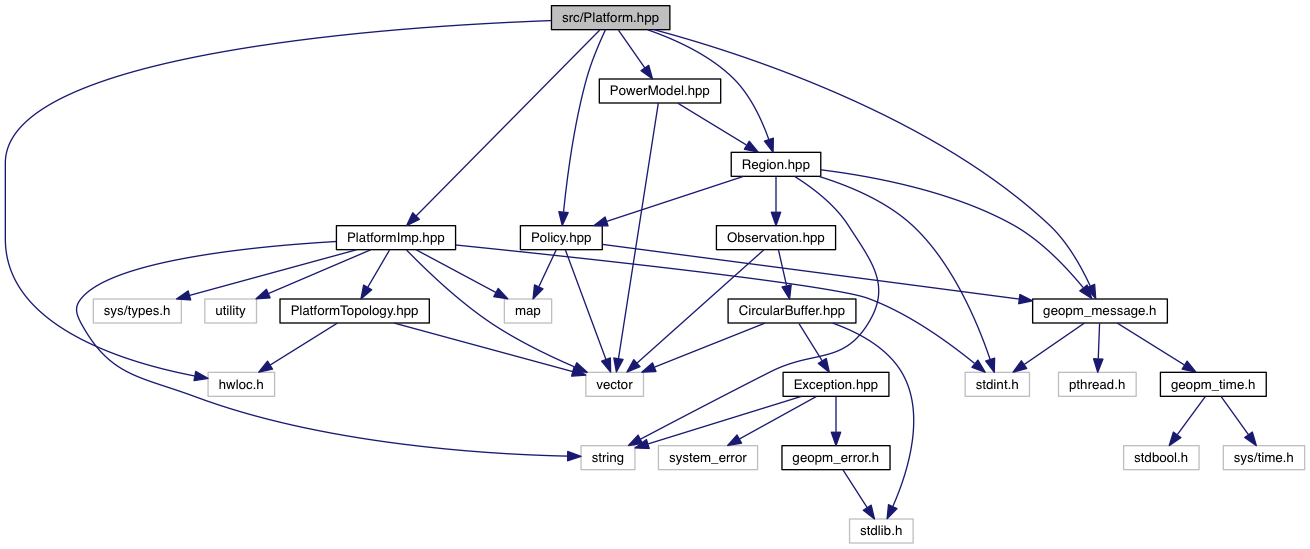 src/Platform.hpp
PowerModel.hpp
Region.hpp
PlatformImp.hpp
Policy.hpp
Observation.hpp
sys/types.h
utility
PlatformTopology.hpp
map
CircularBuffer.hpp
geopm_message.h
hwloc.h
vector
Exception.hpp
stdint.h
pthread.h
geopm_time.h
string
system_error
geopm_error.h
stdbool.h
sys/time.h
stdlib.h